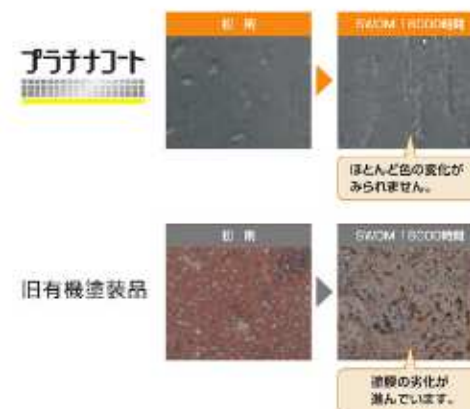 プラチナコート
初期
SWOM 16000時間
ほとんど色の変化が
みられません。
旧有機塗装品
初期
SWOM 16000時間
塗膜の劣化が
進んでいます。